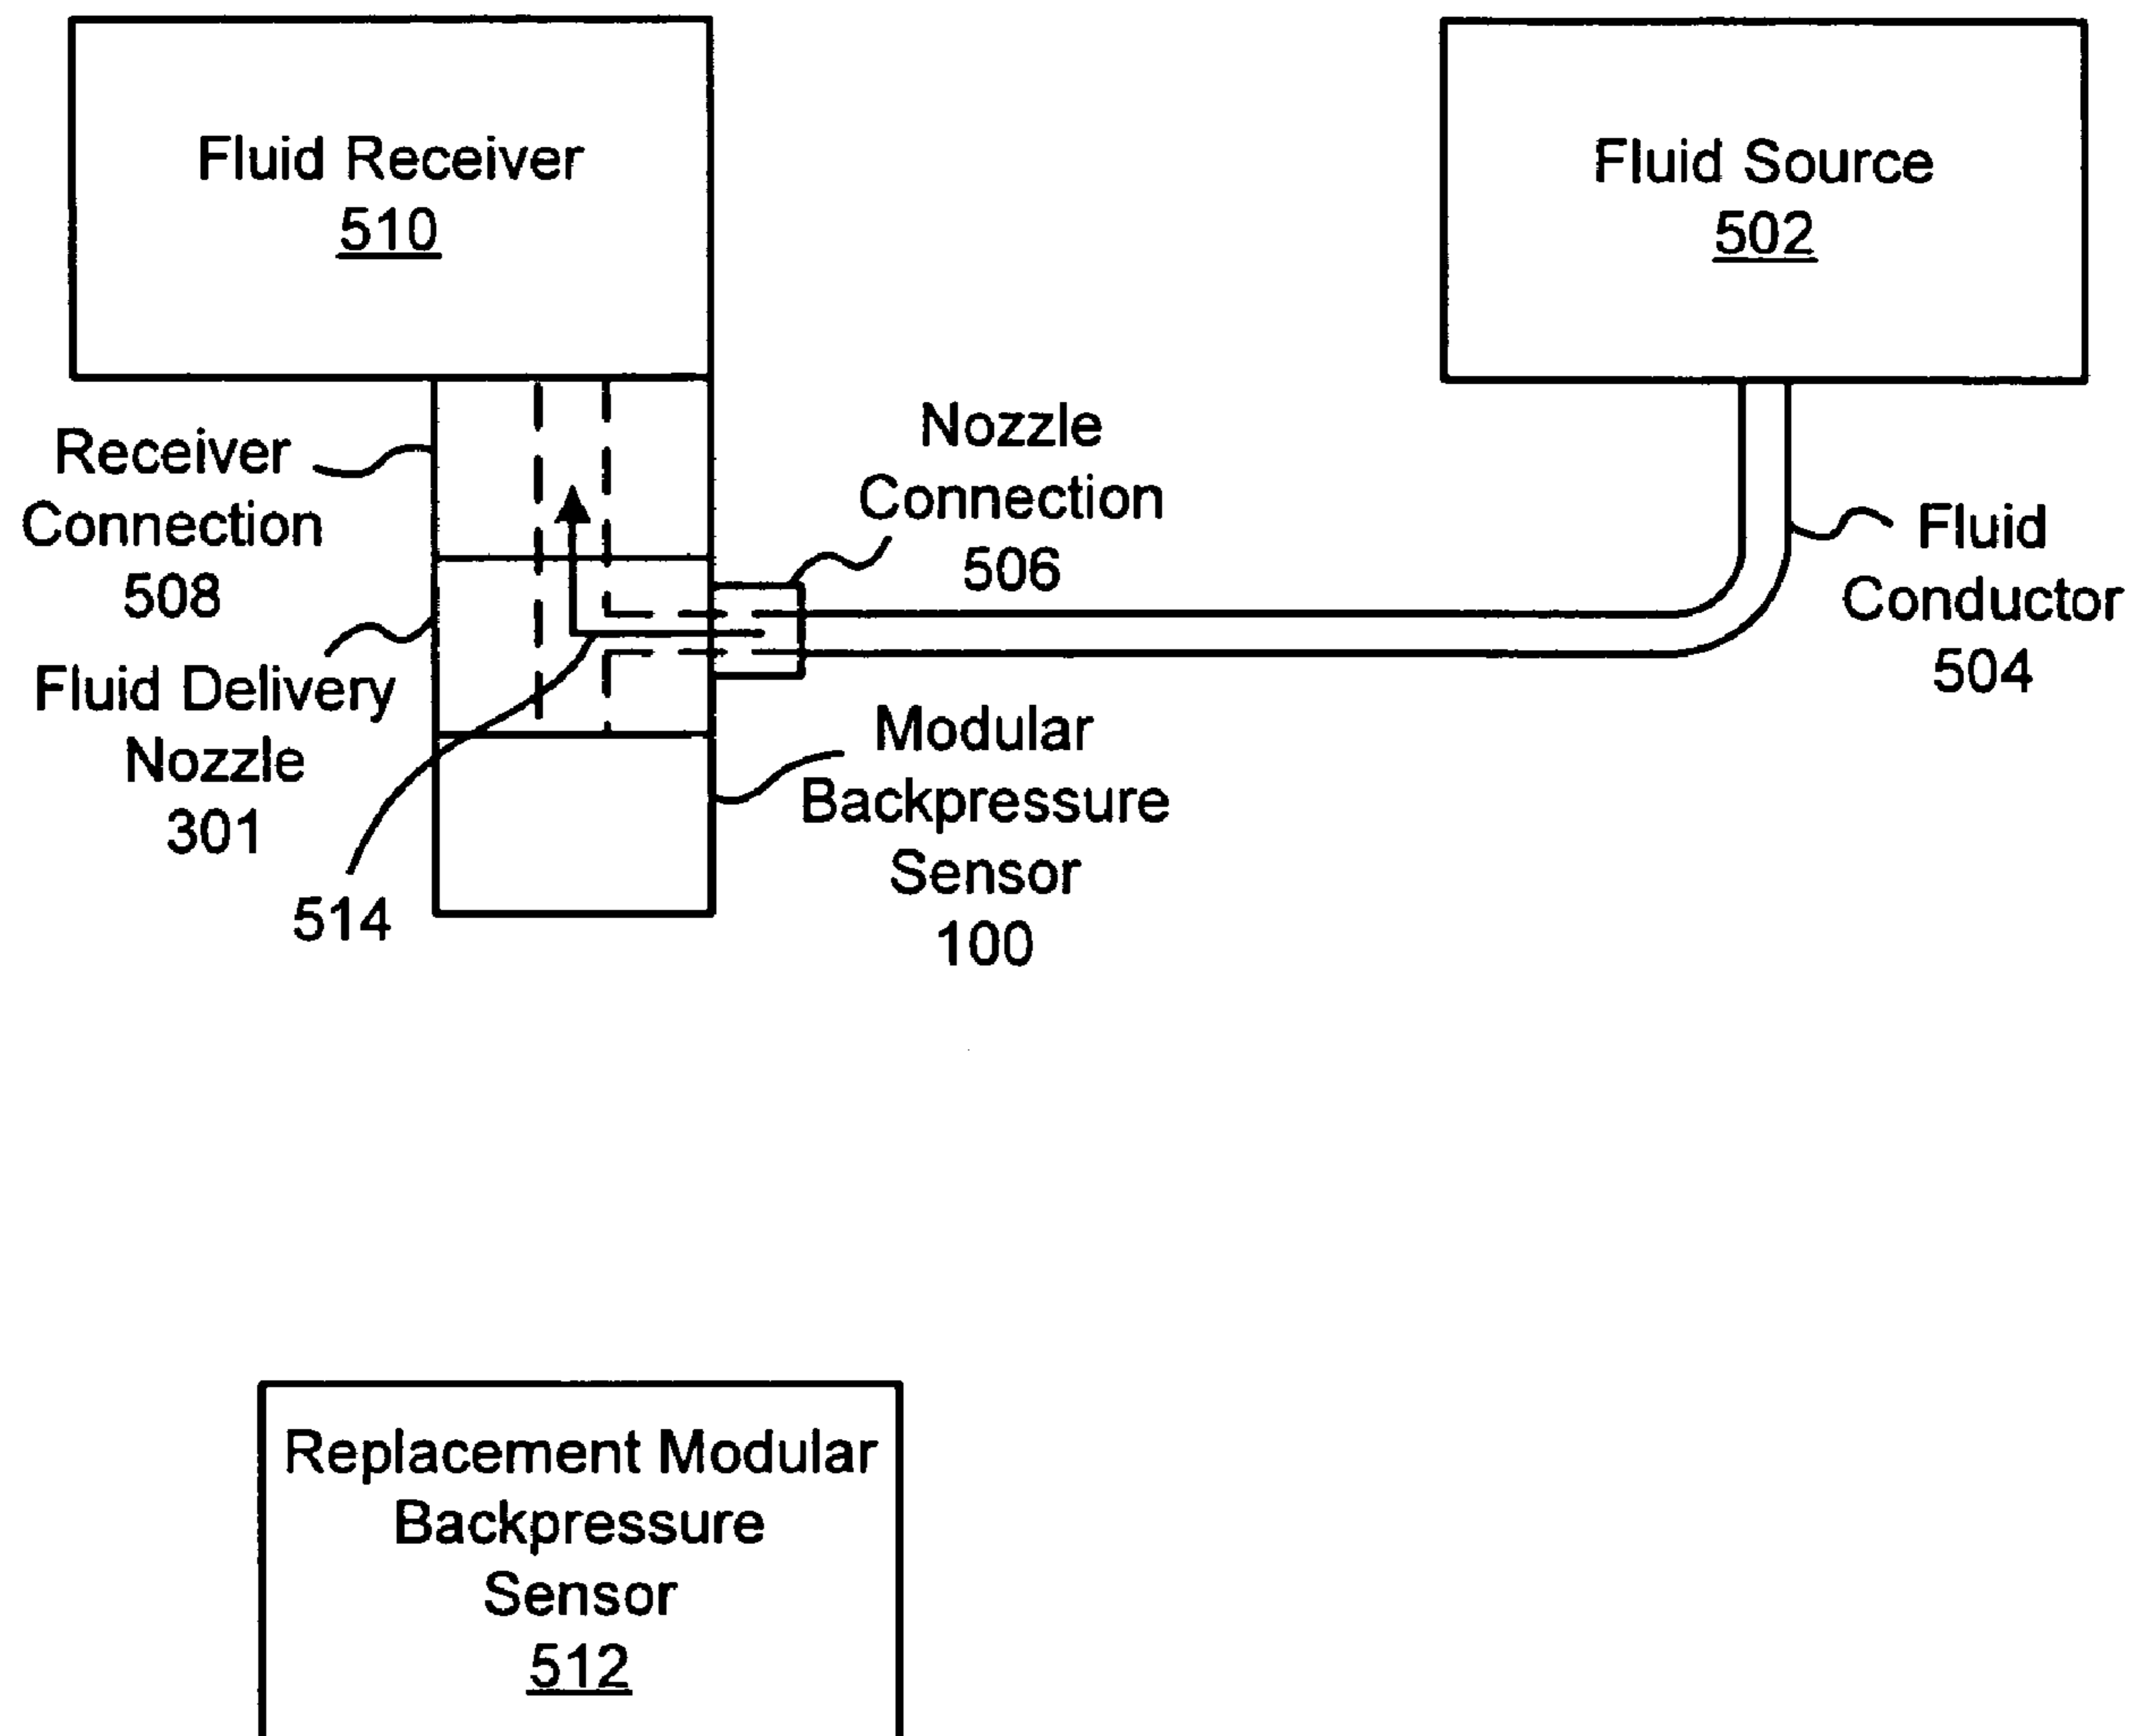 Fluid Receiver
510
Fluid Source
502
Receiver
Connection
508
Nozzle
Connection
506
Fluid
Conductor
504
Fluid Delivery
Nozzle
301
Modular
Backpressure
Sensor
100
514
Replacement Modular
Backpressure
Sensor
512